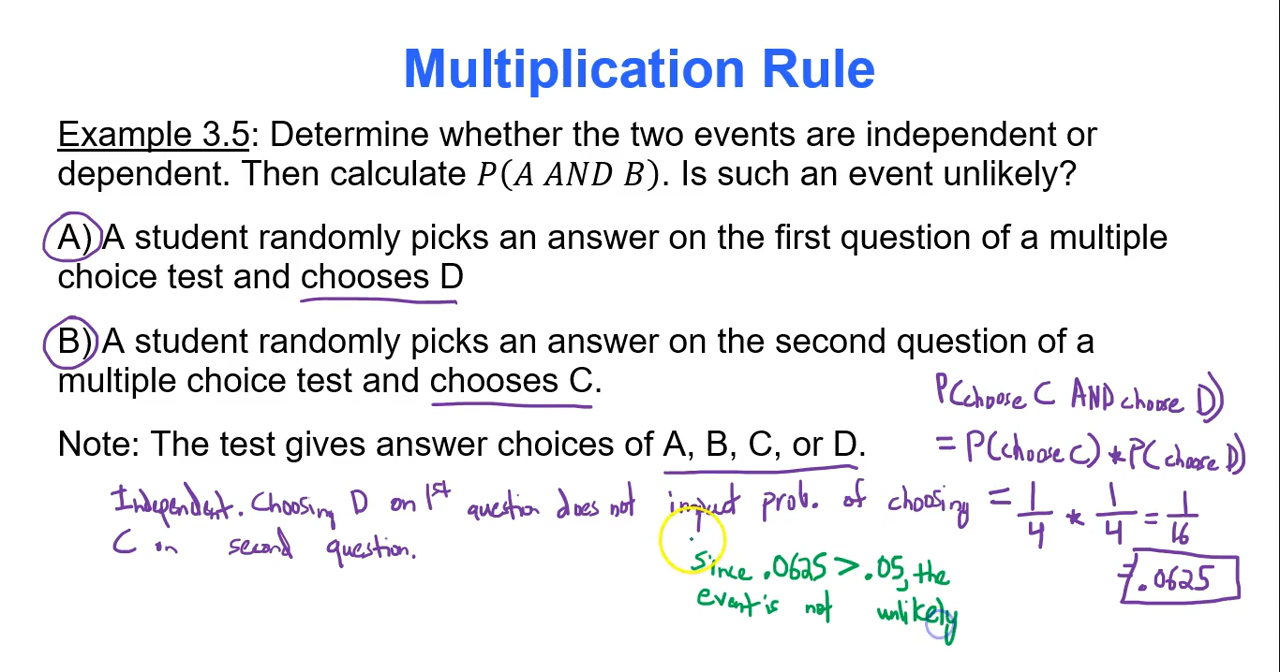 Multiplication Rule
Example 3.5: Determine whether the two events are independent or
dependent. Then calculate P(A AND B). Is such an event unlikely?
A) A student randomly picks an answer on the first question of a multiple
choice test and chooses D
B) A student randomly picks an answer on the second question of a
multiple choice test and chooses C.
Note: The test gives answer choices of A, B, C, or D.
P(choose C AND choose D)
= P(choose C) * P(choose D)
= 1/4 * 1/4 = 1/16
= .0625
Independent. Choosing D on 1st question does not impact prob. of choosing
C on second question.
Since .0625 > .05, the
event is not unlikely